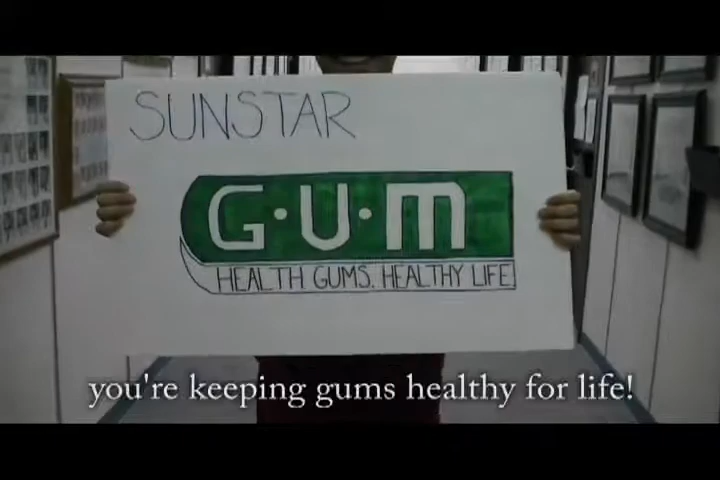 SUNSTAR
G·U·M
HEALTH GUMS. HEALTHY LIFE
you're keeping gums healthy for life!